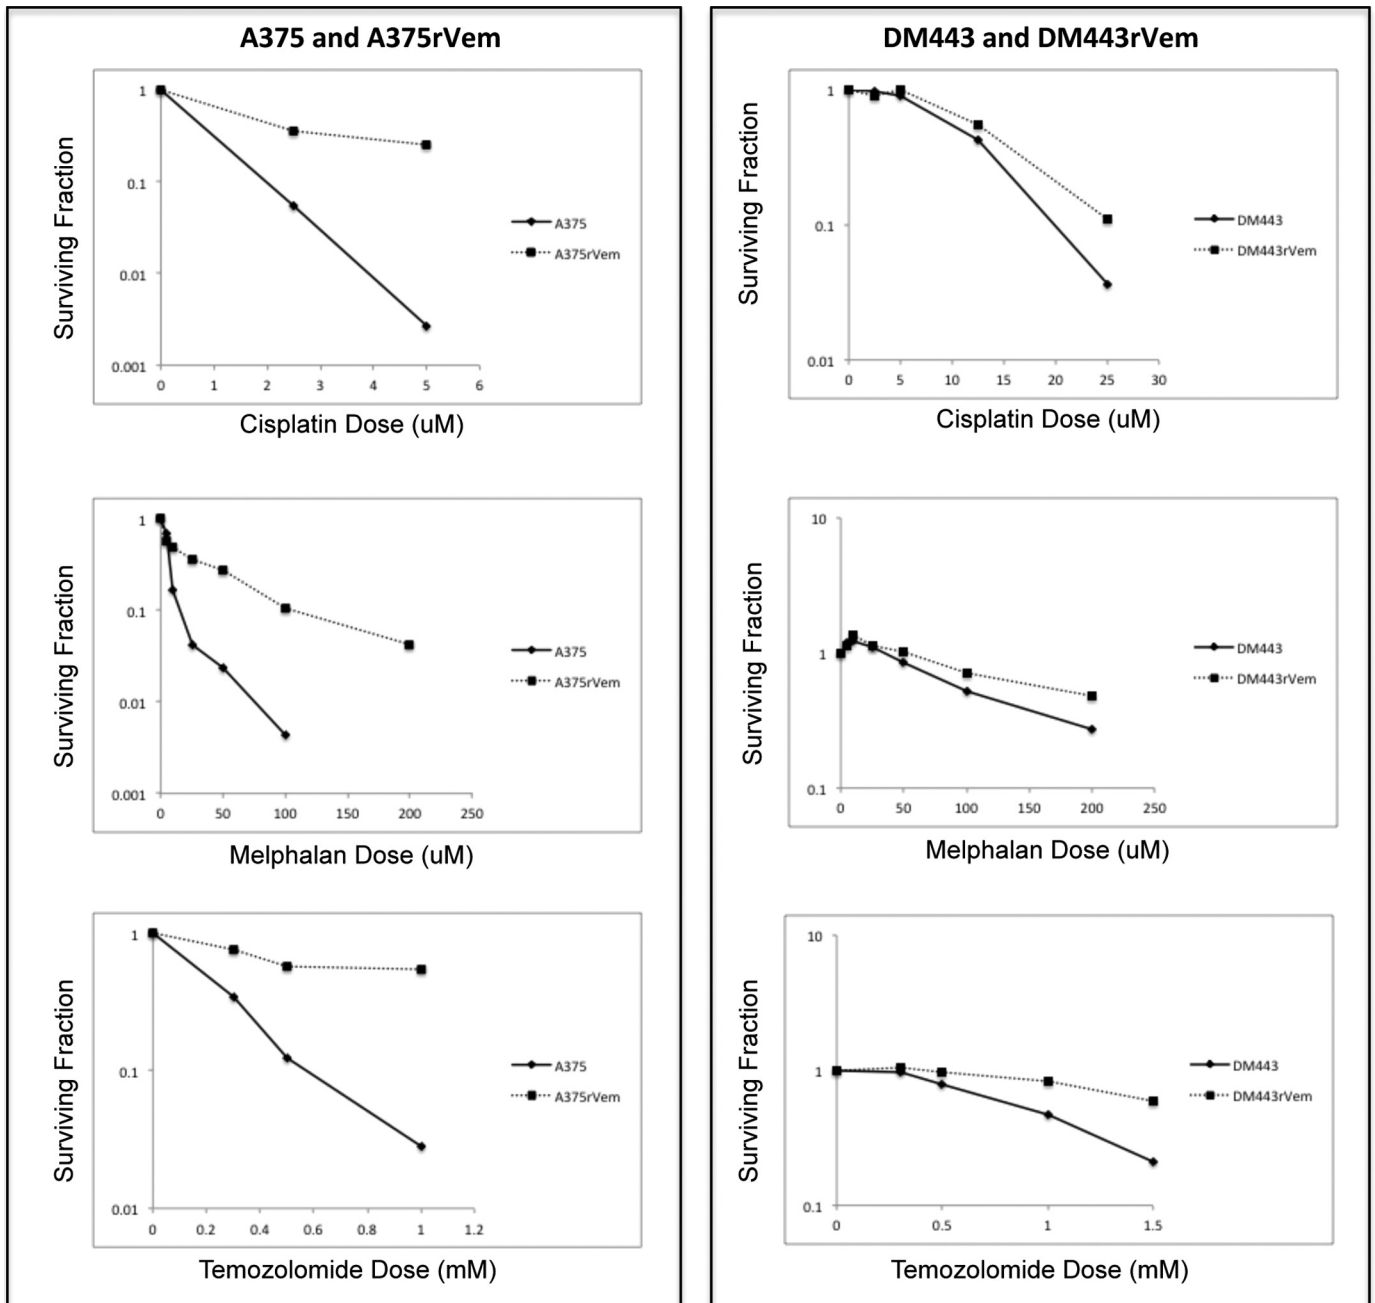 A375 and A375rVem
Surviving Fraction
1
0.1
0.01
0.001
0 1 2 3 4 5 6
A375
A375rVem
Cisplatin Dose (uM)
Surviving Fraction
1
0.1
0.01
0.001
0 50 100 150 200 250
A375
A375rVem
Melphalan Dose (uM)
Surviving Fraction
1
0.1
0.01
0 0.2 0.4 0.6 0.8 1 1.2
A375
A375rVem
Temozolomide Dose (mM)
DM443 and DM443rVem
Surviving Fraction
1
0.1
0.01
0 5 10 15 20 25 30
DM443
DM443rVem
Cisplatin Dose (uM)
Surviving Fraction
10
1
0.1
0 50 100 150 200 250
DM443
DM443rVem
Melphalan Dose (uM)
Surviving Fraction
10
1
0.1
0 0.5 1 1.5
DM443
DM443rVem
Temozolomide Dose (mM)